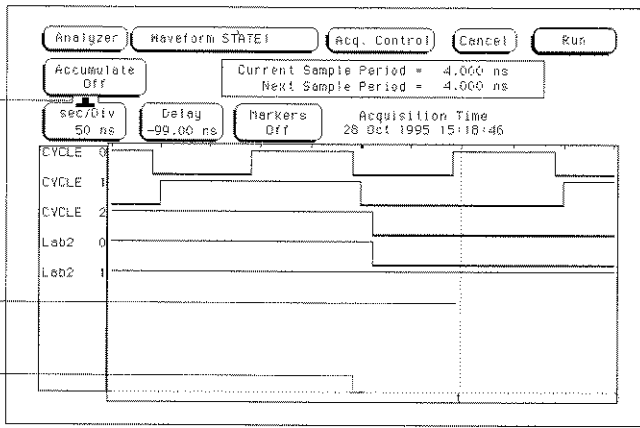 Analyzer Waveform STATE1 Acq. Control Cancel Run
Accumulate Off
Current Sample Period = 4.000 ns
Next Sample Period = 4.000 ns
sec/Div 50 ns
Delay -99.00 ns
Markers Off
Acquisition Time
28 Oct 1995 15:18:46
CYCLE 0
CYCLE 1
CYCLE 2
Lab2 0
Lab2 1